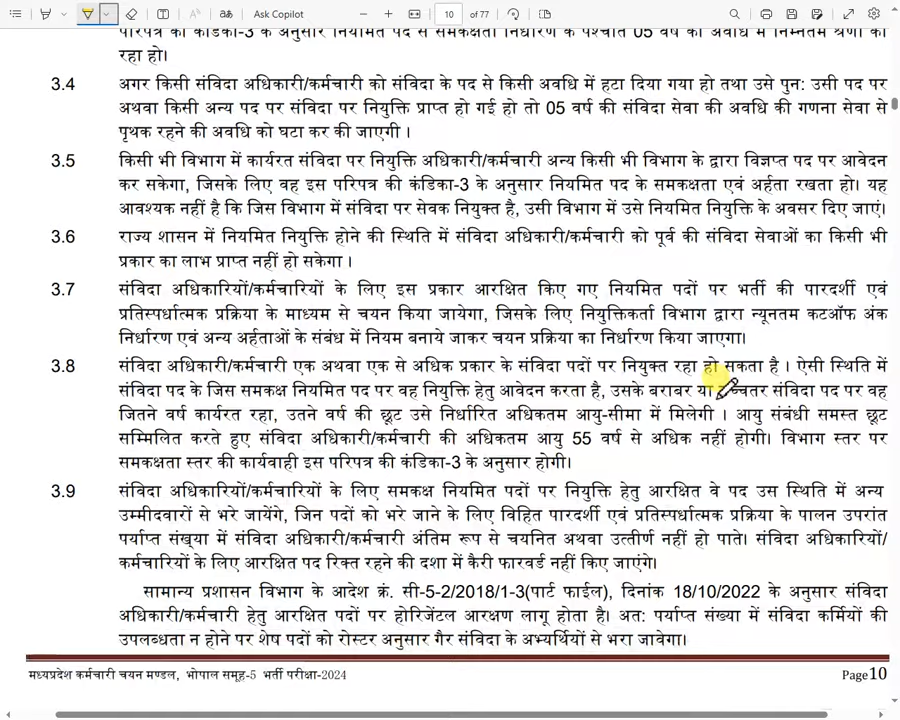 Ask Copilot
10 of 77
परिपत्र की कंडिका-3 के अनुसार नियमित पद से समकक्षता निर्धारण के पश्चात 05 वर्ष की अवधि में निम्नतम श्रेणी का
रहा हो।
3.4 अगर किसी संविदा अधिकारी/कर्मचारी को संविदा के पद से किसी अवधि में हटा दिया गया हो तथा उसे पुन: उसी पद पर
अथवा किसी अन्य पद पर संविदा पर नियुक्ति प्राप्त हो गई हो तो 05 वर्ष की संविदा सेवा की अवधि की गणना सेवा से
पृथक रहने की अवधि को घटा कर की जाएगी ।
3.5 किसी भी विभाग में कार्यरत संविदा पर नियुक्ति अधिकारी/कर्मचारी अन्य किसी भी विभाग के द्वारा विज्ञप्त पद पर आवेदन
कर सकेगा, जिसके लिए वह इस परिपत्र की कंडिका-3 के अनुसार नियमित पद के समकक्षता एवं अर्हता रखता हो। यह
आवश्यक नहीं है कि जिस विभाग में संविदा पर सेवक नियुक्त है, उसी विभाग में उसे नियमित नियुक्ति के अवसर दिए जाएं।
3.6 राज्य शासन में नियमित नियुक्ति होने की स्थिति में संविदा अधिकारी/कर्मचारी को पूर्व की संविदा सेवाओं का किसी भी
प्रकार का लाभ प्राप्त नहीं हो सकेगा ।
3.7 संविदा अधिकारियों/कर्मचारियों के लिए इस प्रकार आरक्षित किए गए नियमित पदों पर भर्ती की पारदर्शी एवं
प्रतिस्पर्धात्मक प्रक्रिया के माध्यम से चयन किया जायेगा, जिसके लिए नियुक्तिकर्ता विभाग द्वारा न्यूनतम कटऑफ अंक
निर्धारण एवं अन्य अर्हताओं के संबंध में नियम बनाये जाकर चयन प्रक्रिया का निर्धारण किया जाएगा।
3.8 संविदा अधिकारी/कर्मचारी एक अथवा एक से अधिक प्रकार के संविदा पदों पर नियुक्त रहा हो सकता है । ऐसी स्थिति में
संविदा पद के जिस समकक्ष नियमित पद पर वह नियुक्ति हेतु आवेदन करता है, उसके बराबर या संविदा पद पर वह
जितने वर्ष कार्यरत रहा, उतने वर्ष की छूट उसे निर्धारित अधिकतम आयु-सीमा में मिलेगी । आयु संबंधी समस्त छूट
सम्मिलित करते हुए संविदा अधिकारी/कर्मचारी की अधिकतम आयु 55 वर्ष से अधिक नहीं होगी। विभाग स्तर पर
समकक्षता स्तर की कार्यवाही इस परिपत्र की कंडिका-3 के अनुसार होगी।
3.9 संविदा अधिकारियों/कर्मचारियों के लिए समकक्ष नियमित पदों पर नियुक्ति हेतु आरक्षित वे पद उस स्थिति में अन्य
उम्मीदवारों से भरे जायेंगे, जिन पदों को भरे जाने के लिए विहित पारदर्शी एवं प्रतिस्पर्धात्मक प्रक्रिया के पालन उपरांत
पर्याप्त संख्या में संविदा अधिकारी/कर्मचारी अंतिम रूप से चयनित अथवा उत्तीर्ण नहीं हो पाते। संविदा अधिकारियों/
कर्मचारियों के लिए आरक्षित पद रिक्त रहने की दशा में कैरी फारवर्ड नहीं किए जाएंगे।
सामान्य प्रशासन विभाग के आदेश क्रं. सी-5-2/2018/1-3(पार्ट फाईल), दिनांक 18/10/2022 के अनुसार संविदा
अधिकारी/कर्मचारी हेतु आरक्षित पदों पर होरिजेंटल आरक्षण लागू होता है। अत: पर्याप्त संख्या में संविदा कर्मियों की
उपलब्धता न होने पर शेष पदों को रोस्टर अनुसार गैर संविदा के अभ्यर्थियों से भरा जावेगा।
मध्यप्रदेश कर्मचारी चयन मण्डल, भोपाल समूह-5 भर्ती परीक्षा-2024 Page10